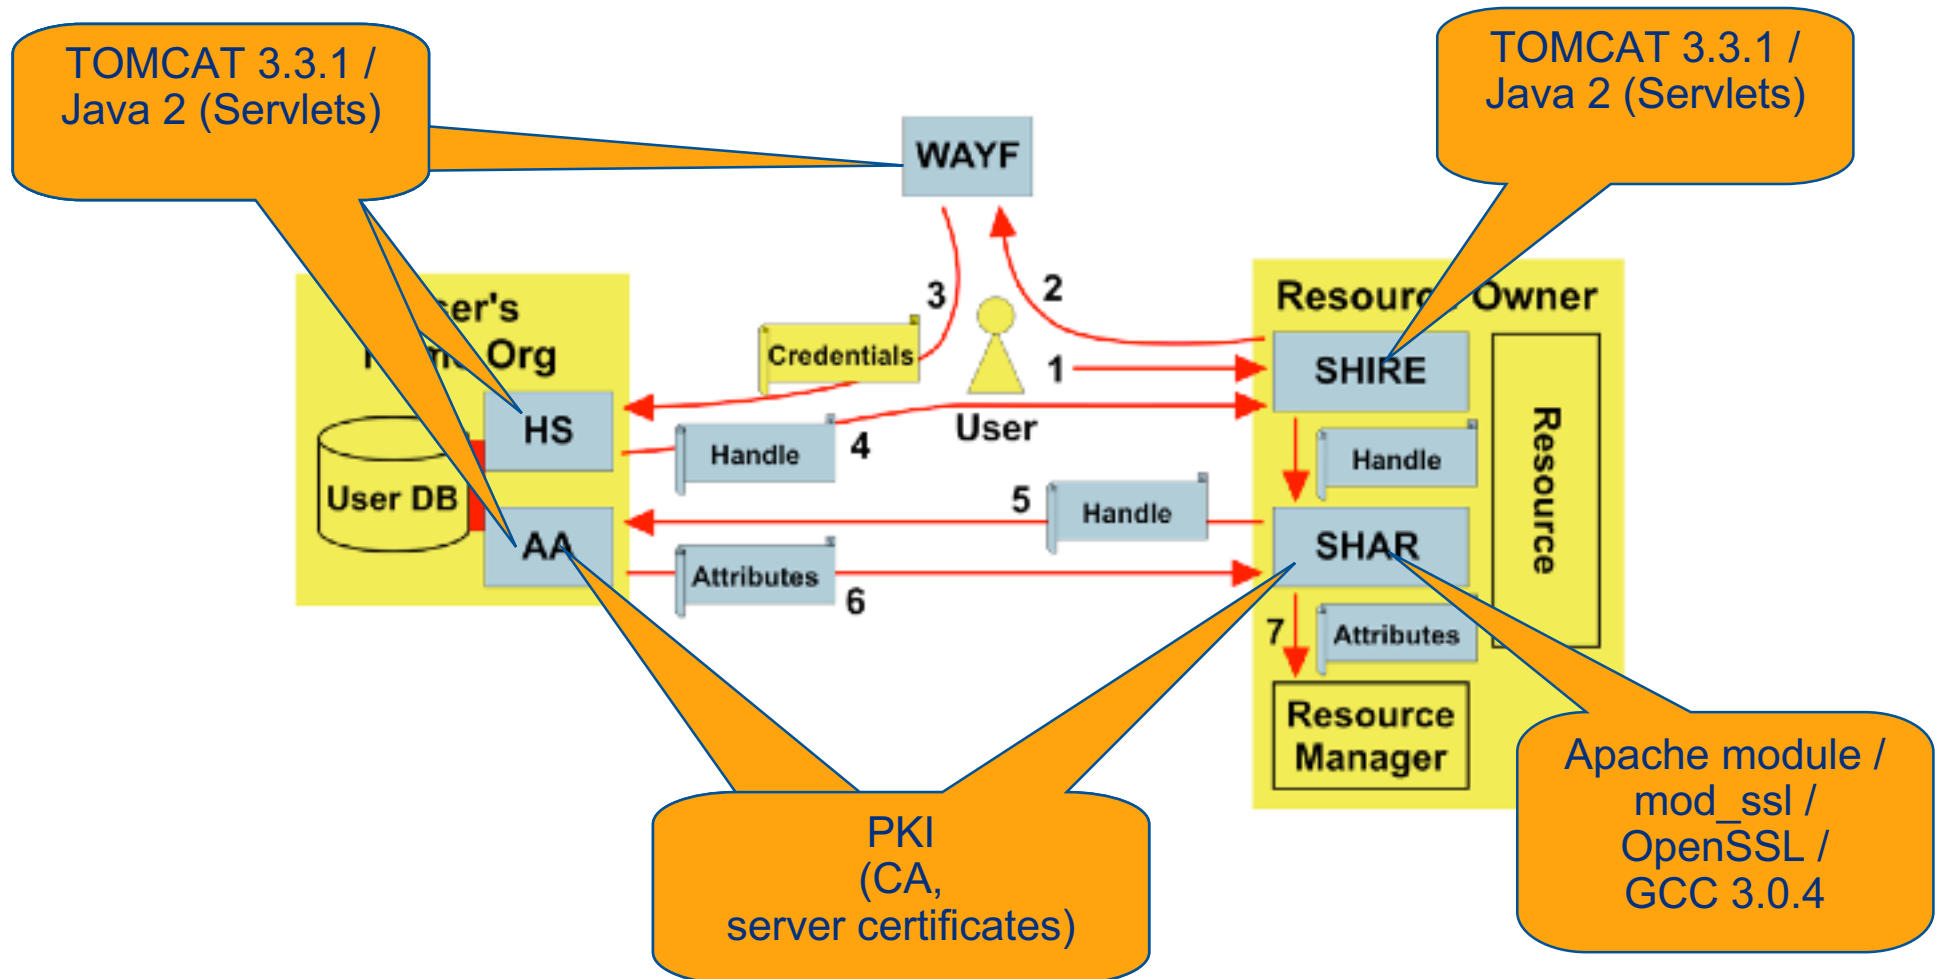 TOMCAT 3.3.1 /
Java 2 (Servlets)
TOMCAT 3.3.1 /
Java 2 (Servlets)
WAYF
3
2
ser's
Org
Credentials
1
User
HS
User DB
AA
Handle
4
5
Handle
Attributes
6
Resourc Owner
SHIRE
Handle
Resource
SHAR
7
Attributes
Resource
Manager
PKI
(CA,
server certificates)
Apache module /
mod_ssl /
OpenSSL /
GCC 3.0.4